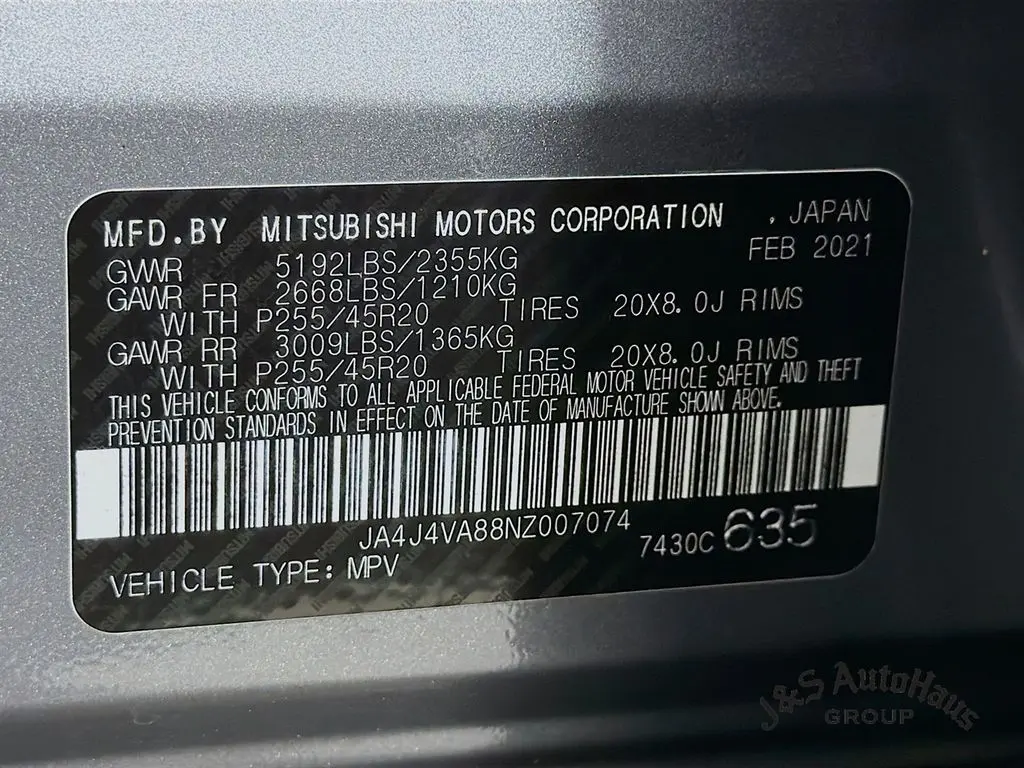 MFD.BY MITSUBISHI MOTORS CORPORATION , JAPAN
GVWR 5192LBS/2355KG FEB 2021
GAWR FR 2668LBS/1210KG
WITH P255/45R20 TIRES 20X8.0J RIMS
GAWR RR 3009LBS/1365KG
WITH P255/45R20 TIRES 20X8.0J RIMS
THIS VEHICLE CONFORMS TO ALL APPLICABLE FEDERAL MOTOR VEHICLE SAFETY AND THEFT
PREVENTION STANDARDS IN EFFECT ON THE DATE OF MANUFACTURE SHOWN ABOVE.
JA4J4VA88NZ007074
7430C 635
VEHICLE TYPE: MPV
J&S AutoHaus
GROUP